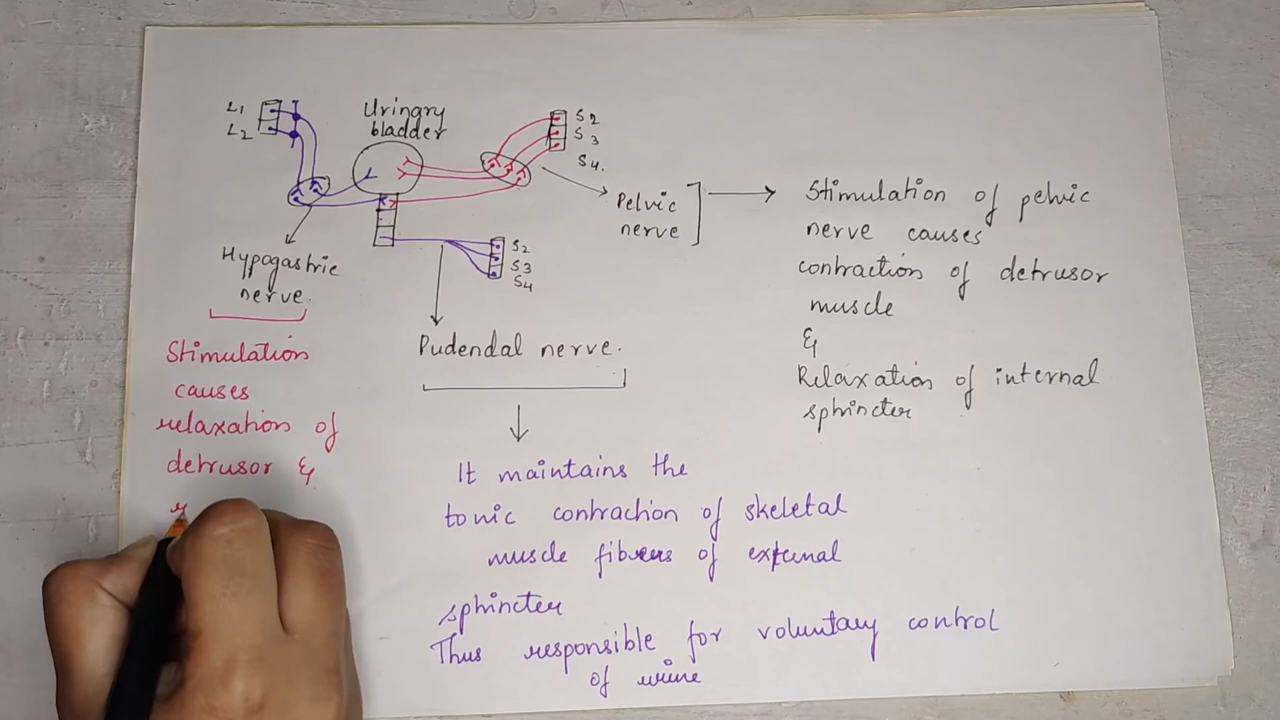 L1
L2
Urinary
bladder
S2
S3
S4.
Pelvic
nerve
Stimulation of pelvic
nerve causes
contraction of detrusor
muscle
&
Relaxation of internal
sphincter
S2
S3
S4
Hypogastric
nerve.
Stimulation
causes
relaxation of
detrusor &
Pudendal nerve.
It maintains the
tonic contraction of skeletal
muscle fibers of external
sphincter
Thus responsible for voluntary control
of urine